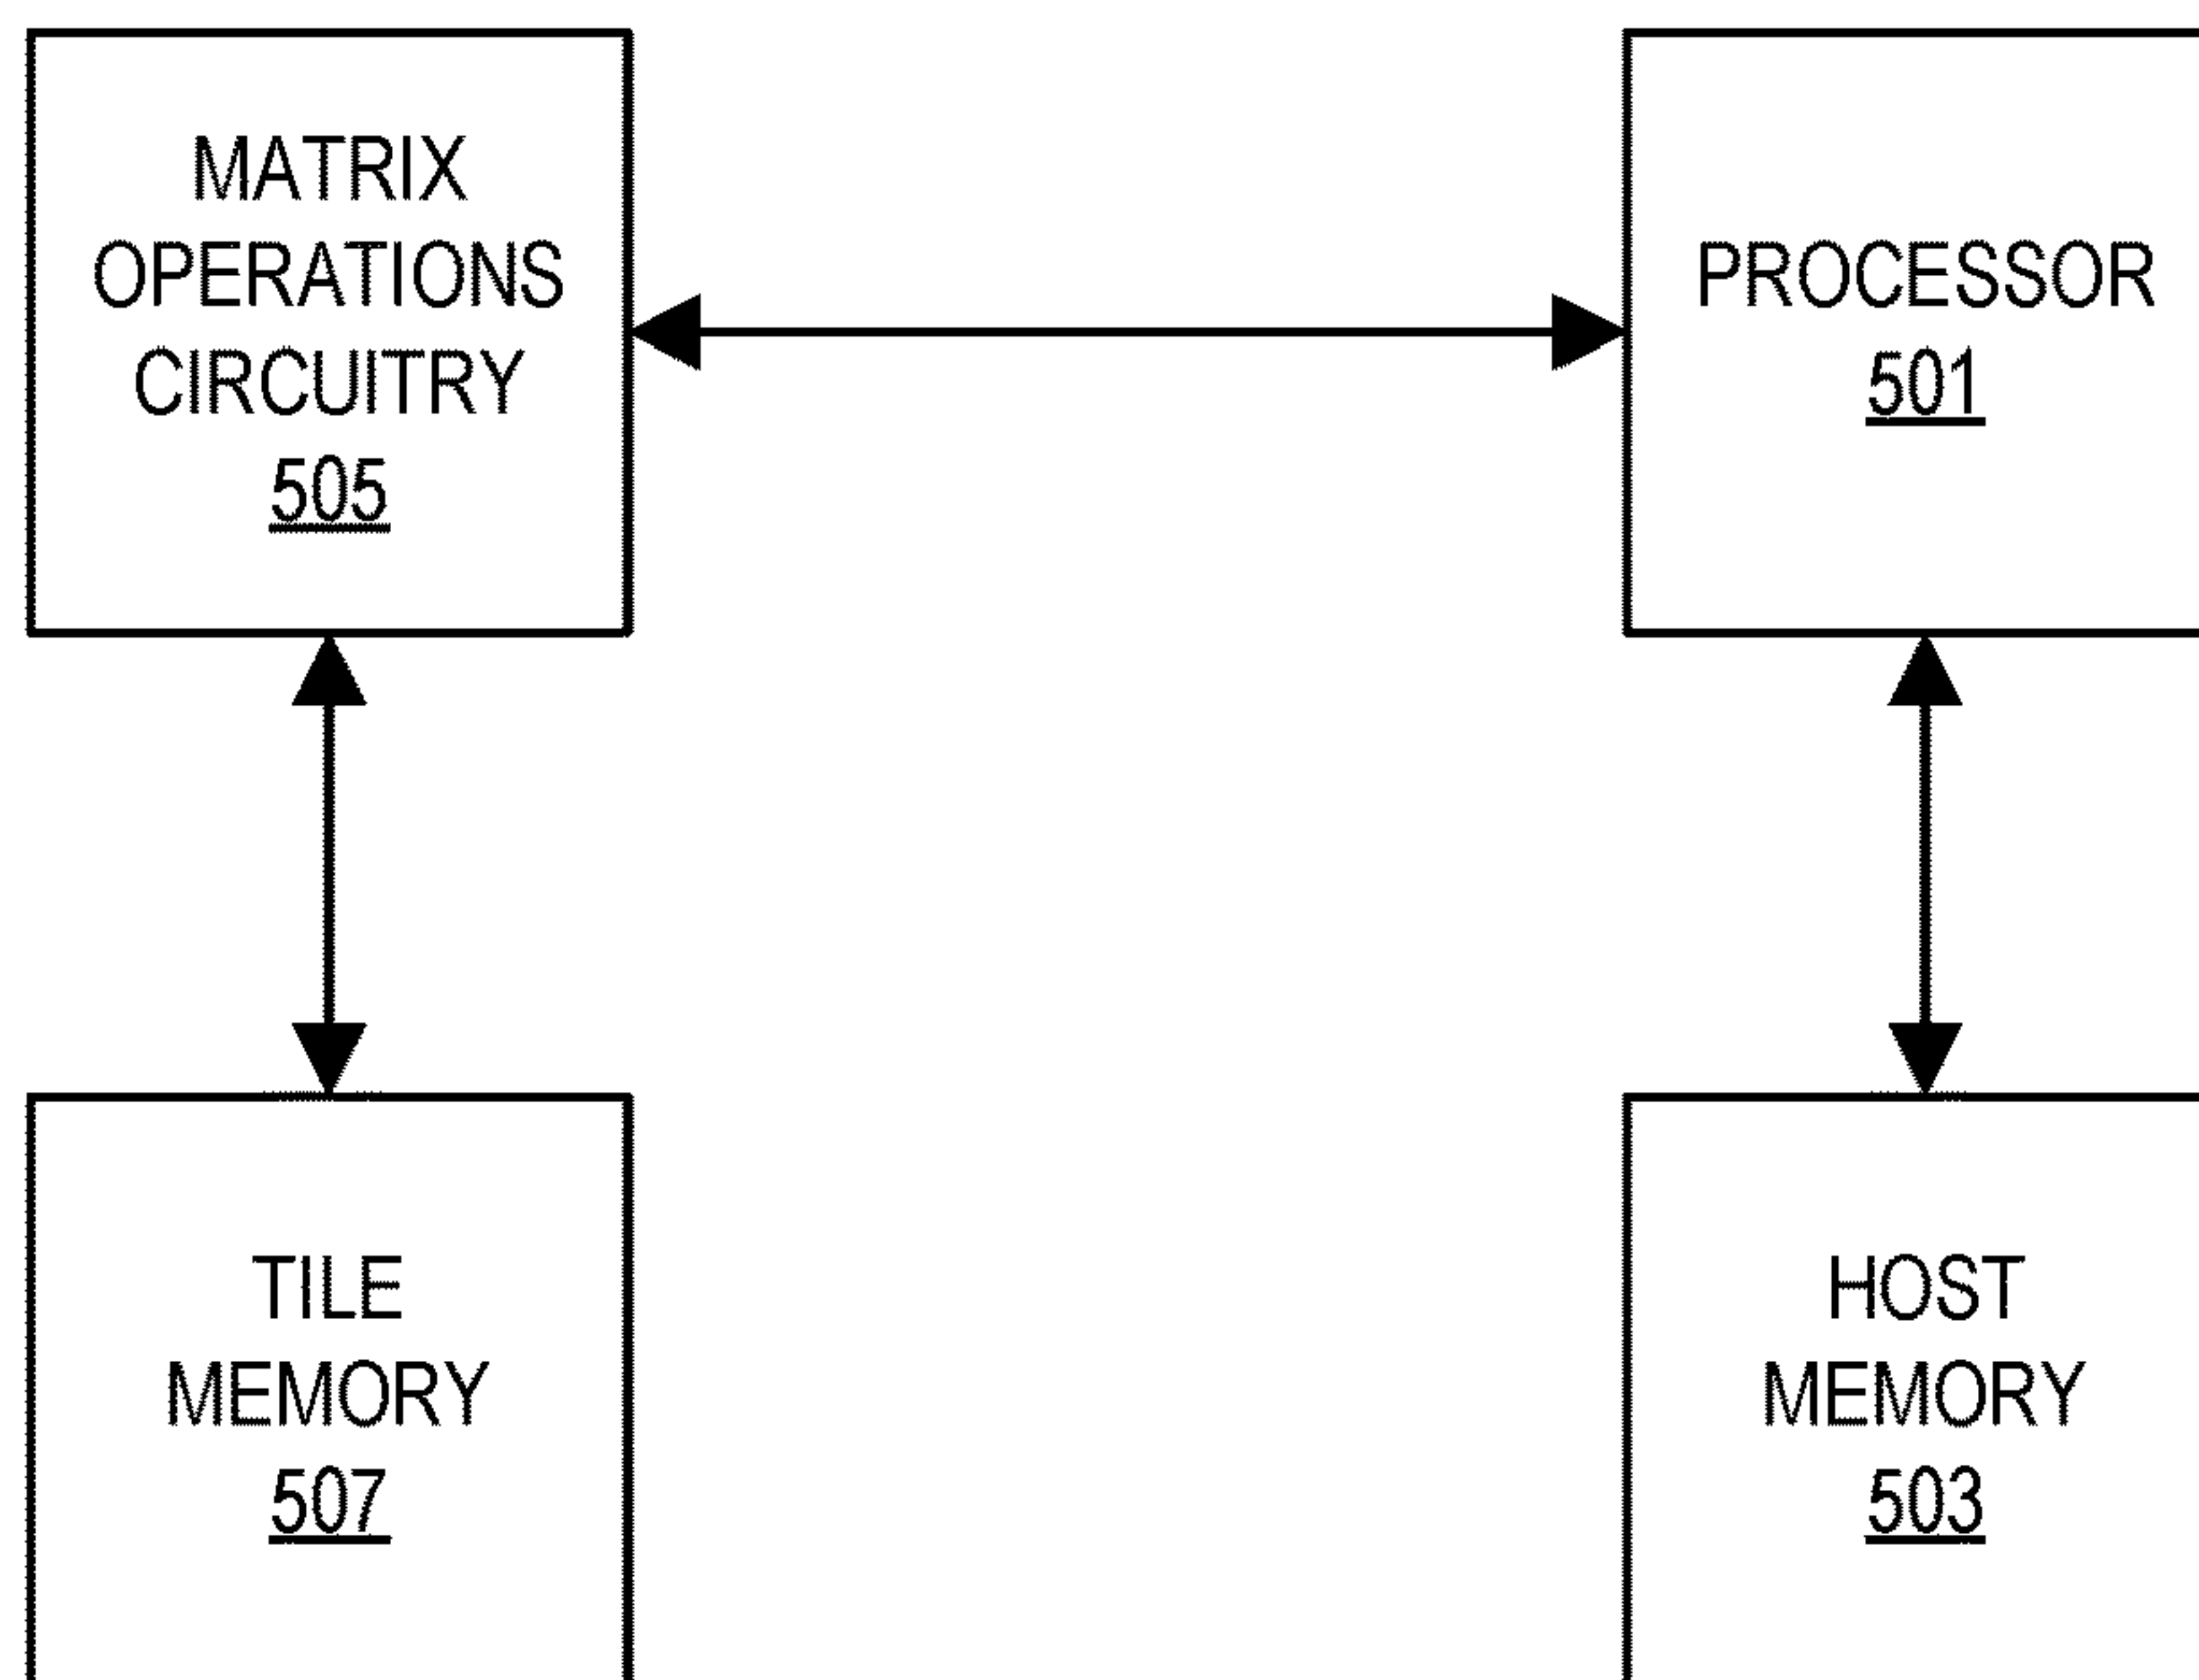 MATRIX
OPERATIONS
CIRCUITRY
505
PROCESSOR
501
TILE
MEMORY
507
HOST
MEMORY
503